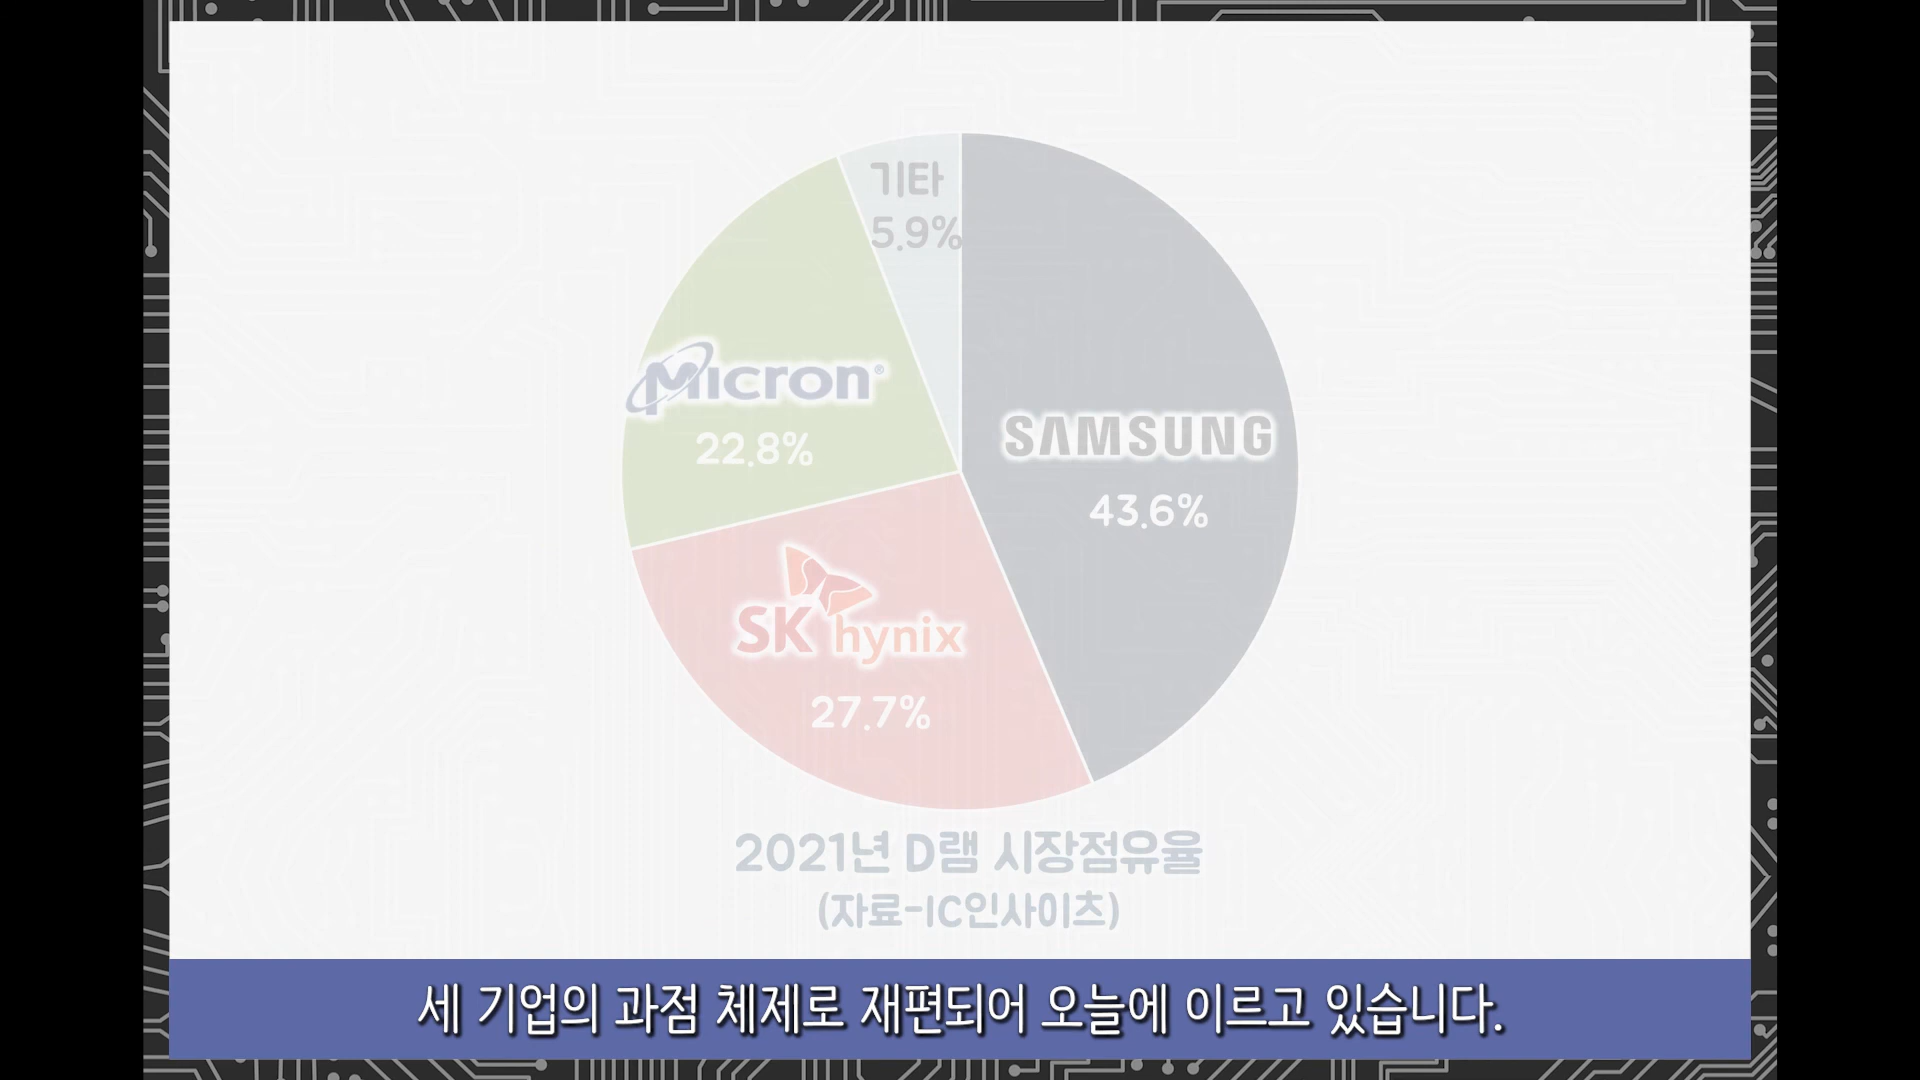 기타
5.9%
Micron®
22.8%
SAMSUNG
43.6%
SK hynix
27.7%
2021년 D램 시장점유율
(자료-IC인사이츠)
세 기업의 과점 체제로 재편되어 오늘에 이르고 있습니다.